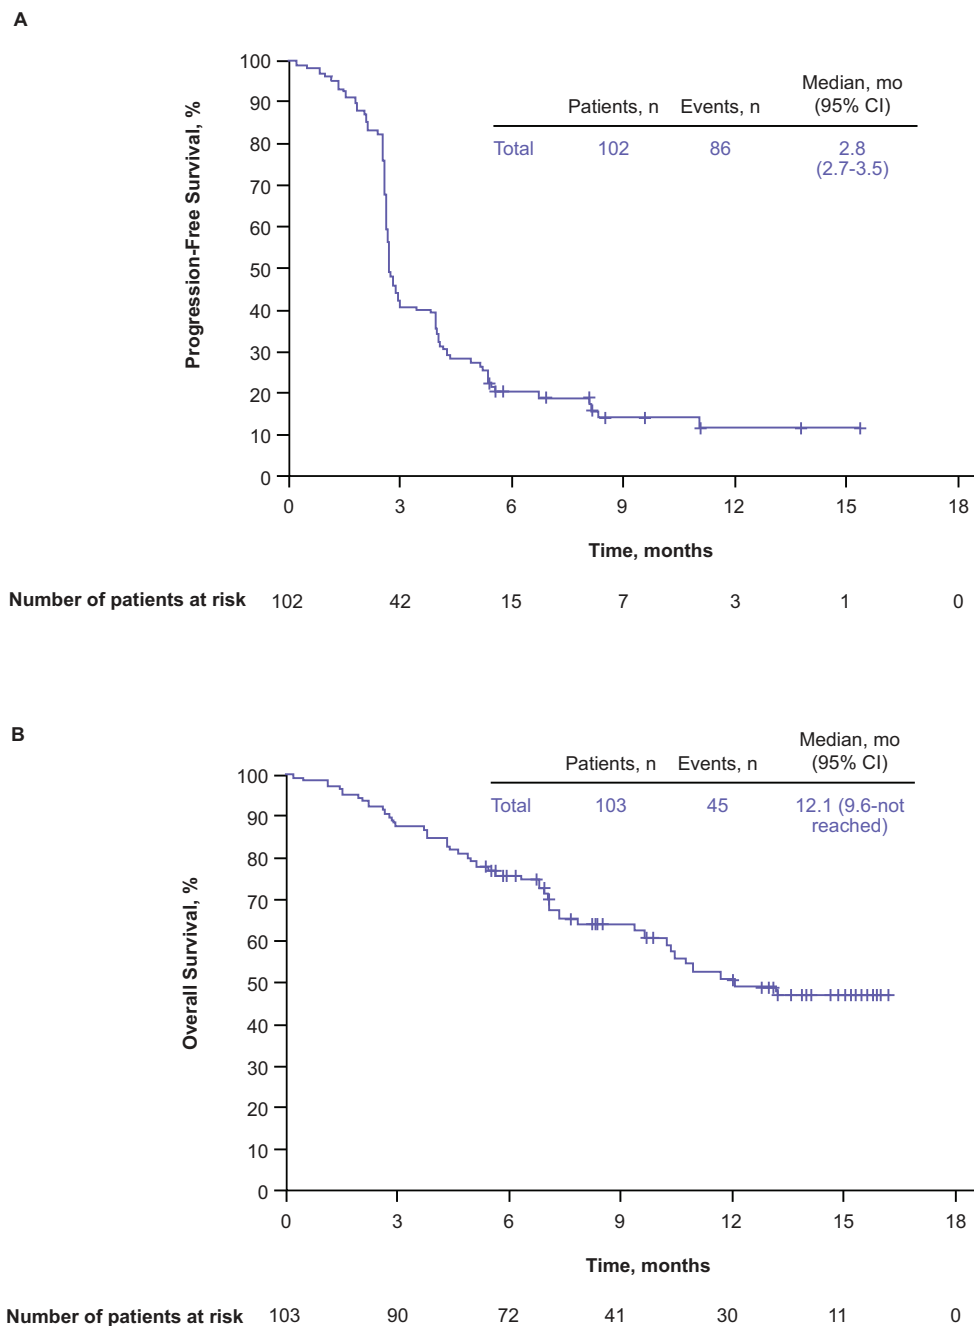 A
Median, mo
Patients, n Events, n (95% CI)
Total 102 86 2.8
(2.7-3.5)
Progression-Free Survival, %
100
90
80
70
60
50
40
30
20
10
0
0 3 6 9 12 15 18
Time, months
Number of patients at risk 102 42 15 7 3 1 0
B
Median, mo
Patients, n Events, n (95% CI)
Total 103 45 12.1 (9.6-not
reached)
Overall Survival, %
100
90
80
70
60
50
40
30
20
10
0
0 3 6 9 12 15 18
Time, months
Number of patients at risk 103 90 72 41 30 11 0